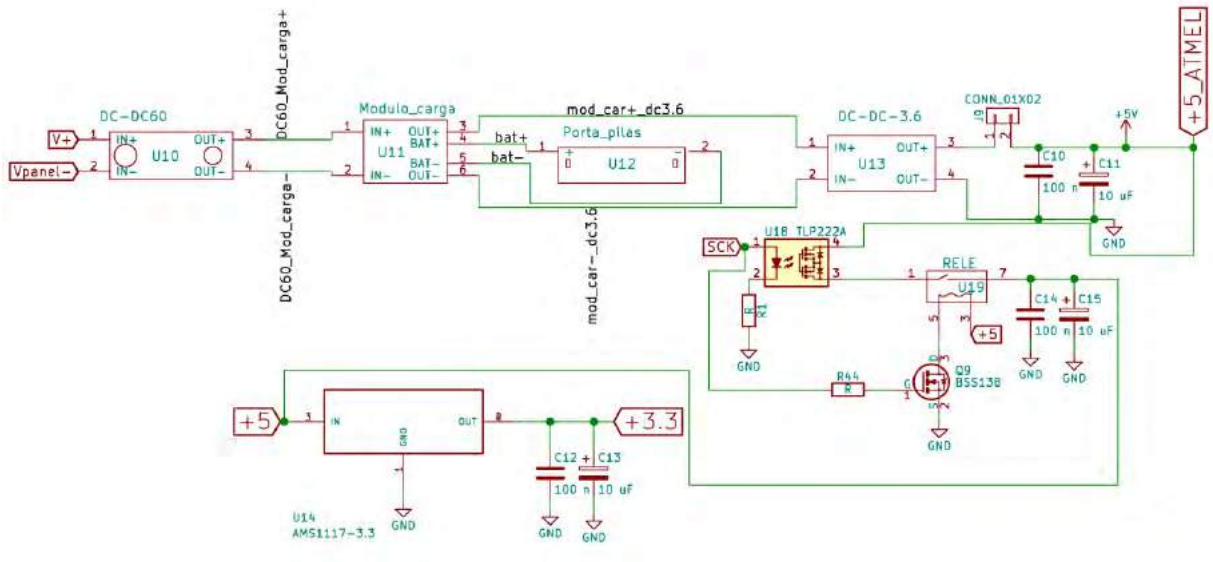 DC-DC60
V+
1
IN+
OUT+
3
U10
Vpanel-
2
IN-
OUT-
4
DC60_Mod_carga+
DC60_Mod_carga-
Modulo_carga
1
IN+
OUT+
3
BAT+
4
U11
BAT-
5
2
IN-
OUT-
6
mod_car+_dc3.6
bat+
bat-
Porta_pilas
1
+
-
2
U12
mod_car-_dc3.6
DC-DC-3.6
1
IN+
OUT+
3
U13
2
IN-
OUT-
4
CONN_01X02
J9
1
2
+5V
+5_ATMEL
C10
100 n
C11
+
10 uF
GND
SCK
U18 TLP222A
1
4
2
3
R
R1
GND
RELE
1
7
U19
5
3
+5
C14
100 n
C15
+
10 uF
GND
GND
R44
R
Q9
BSS138
D
3
G
1
S
2
GND
+5
3
IN
OUT
GND
1
+3.3
C12
100 n
C13
+
10 uF
GND
GND
GND
U14
AMS1117-3.3